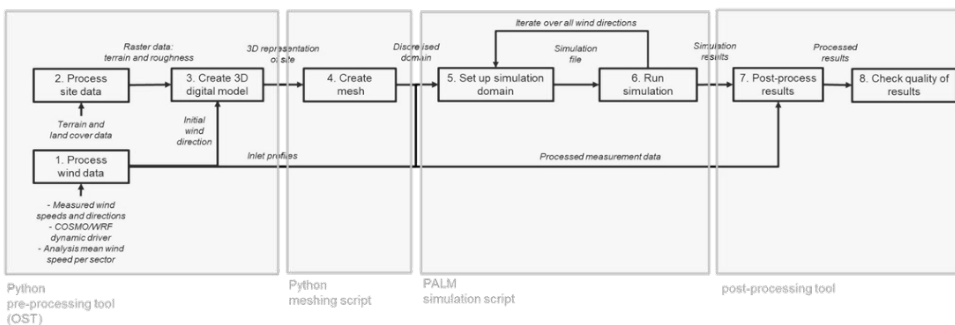 Iterate over all wind directions
Raster data:
terrain and roughness
3D representation
of site
Discretised
domain
Simulation
file
Simulation
results
Processed
results
2. Process
site data
3. Create 3D
digital model
4. Create
mesh
5. Set up simulation
domain
6. Run
simulation
7. Post-process
results
8. Check quality of
results
Terrain and
land cover data
Initial
wind
direction
1. Process
wind data
Inlet profiles
Processed measurement data
- Measured wind
speeds and directions
- COSMO/WRF
dynamic driver
- Analysis mean wind
speed per sector
Python
pre-processing tool
(OST)
Python
meshing script
PALM
simulation script
post-processing tool